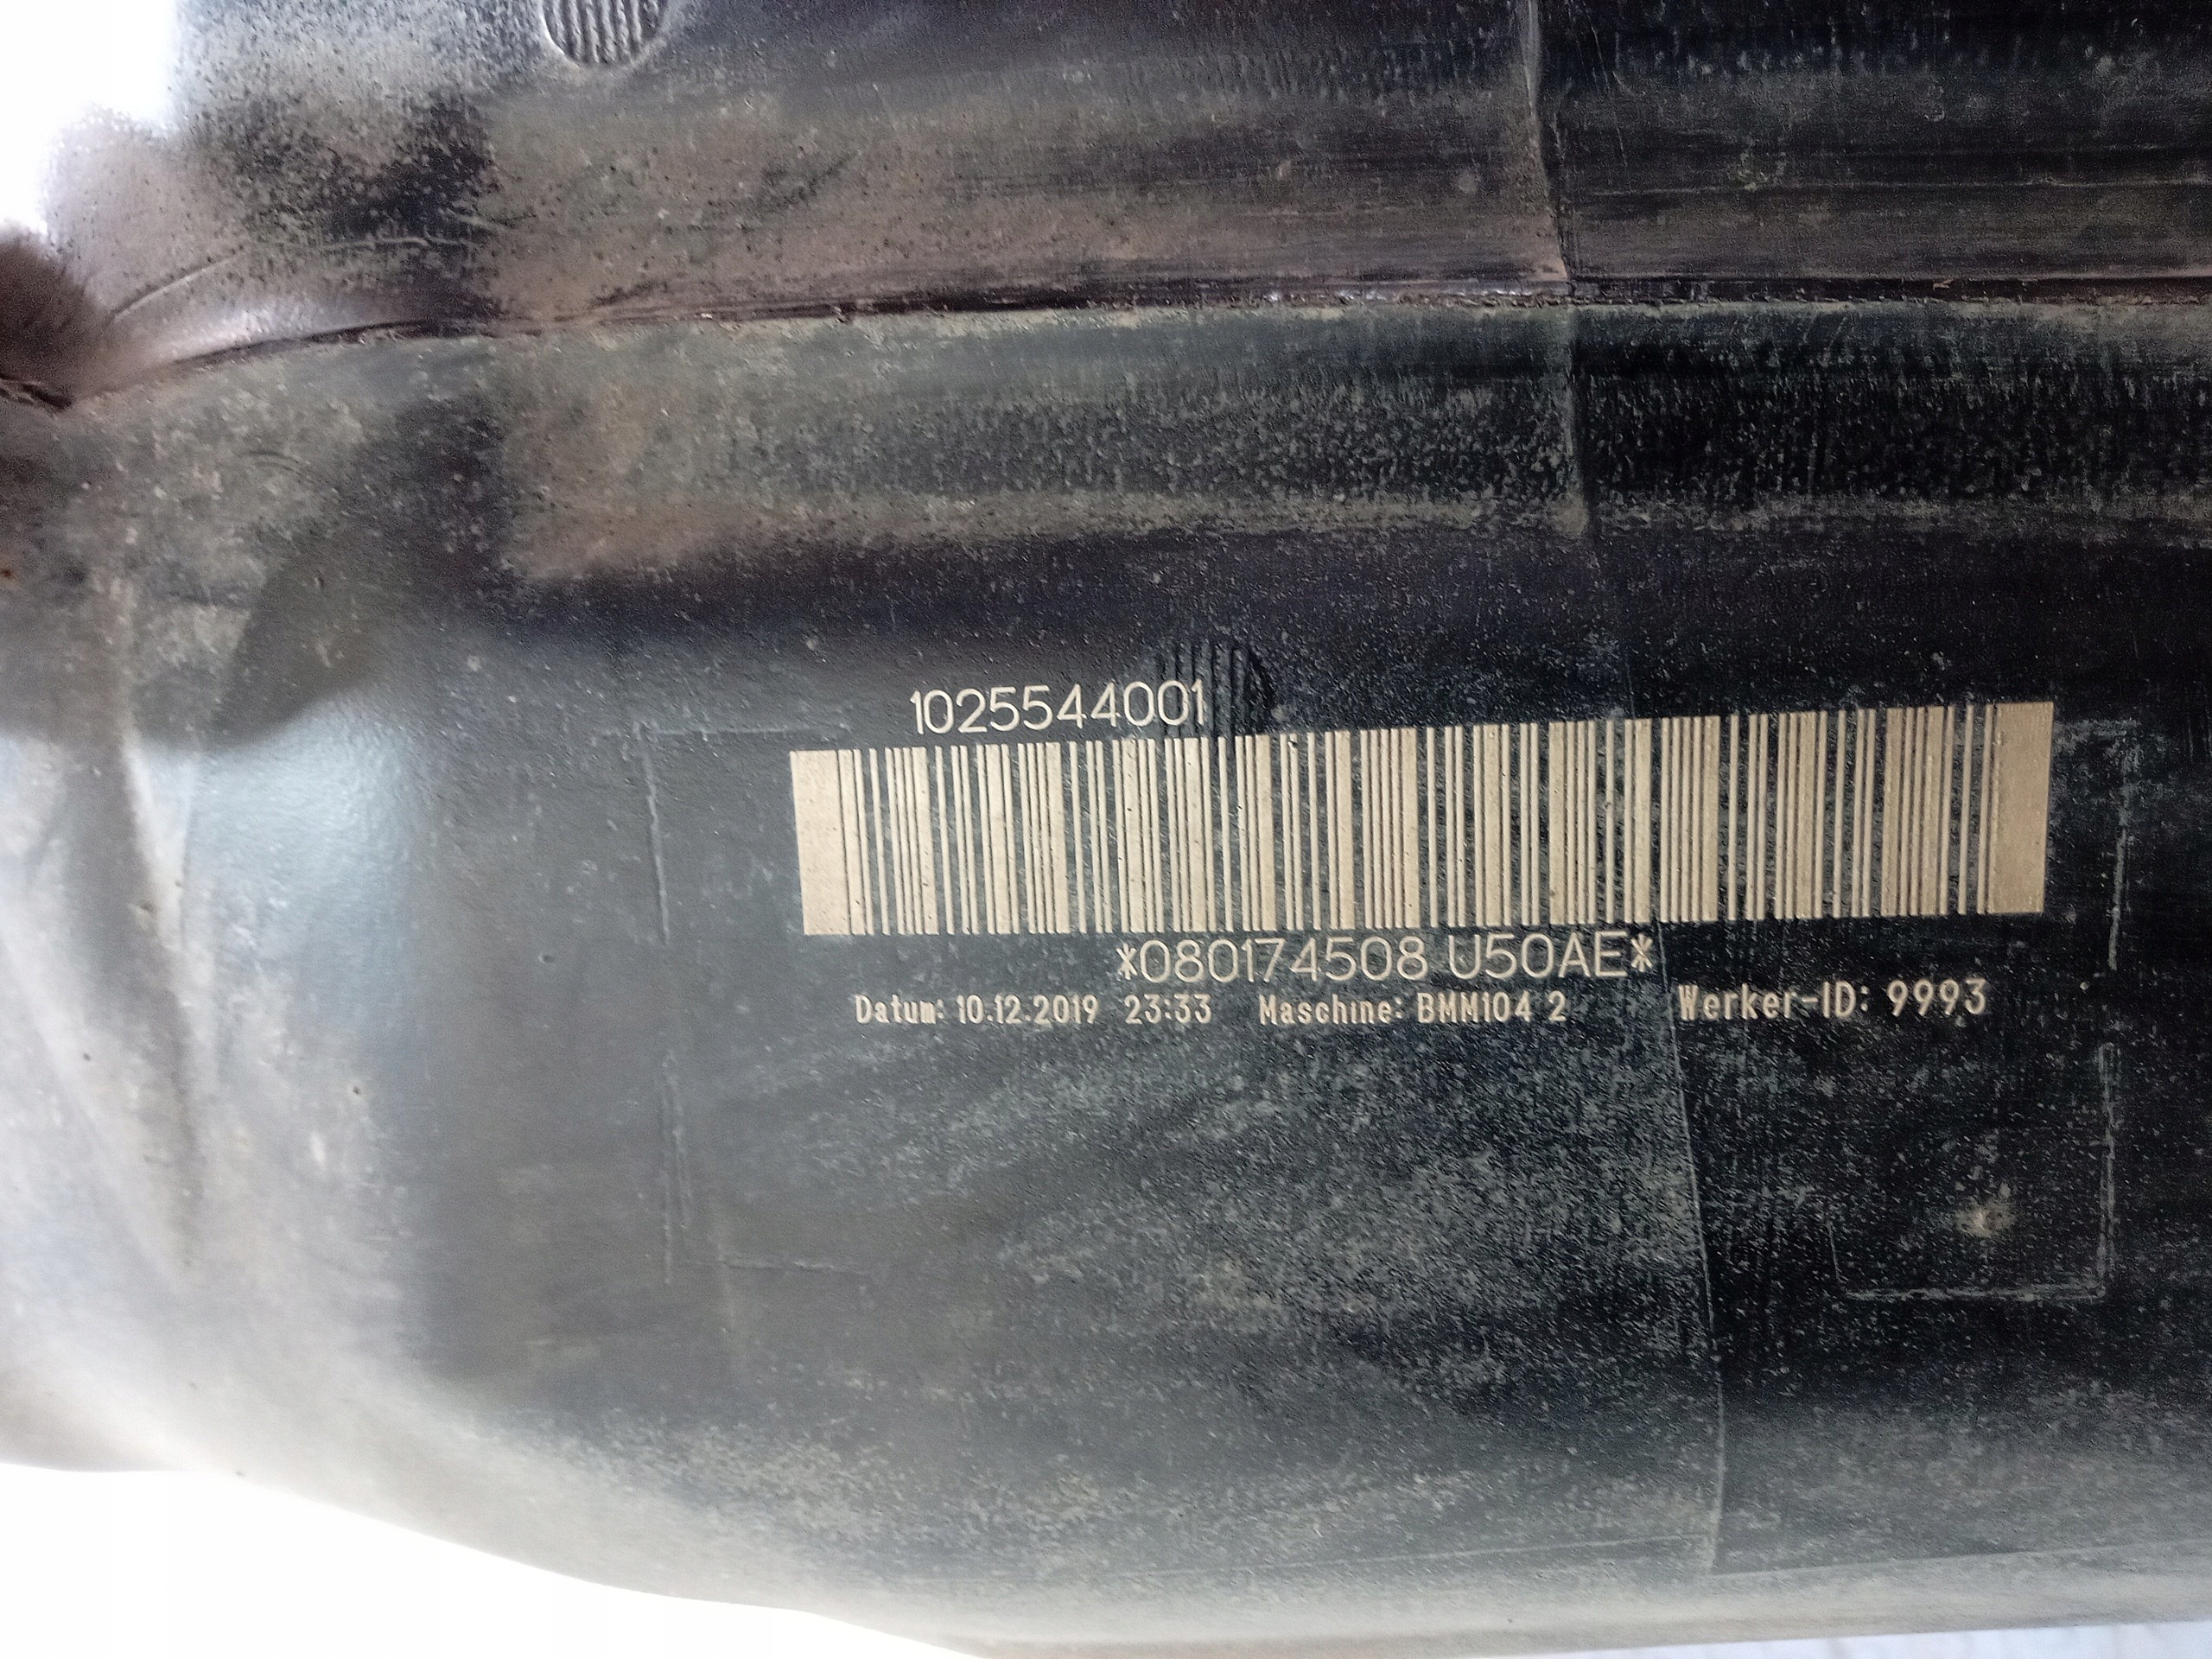 1025544001
*080174508 U50AE*
Datum: 10.12.2019 23:33 Maschine: BMM104 2 Werker-ID: 9993